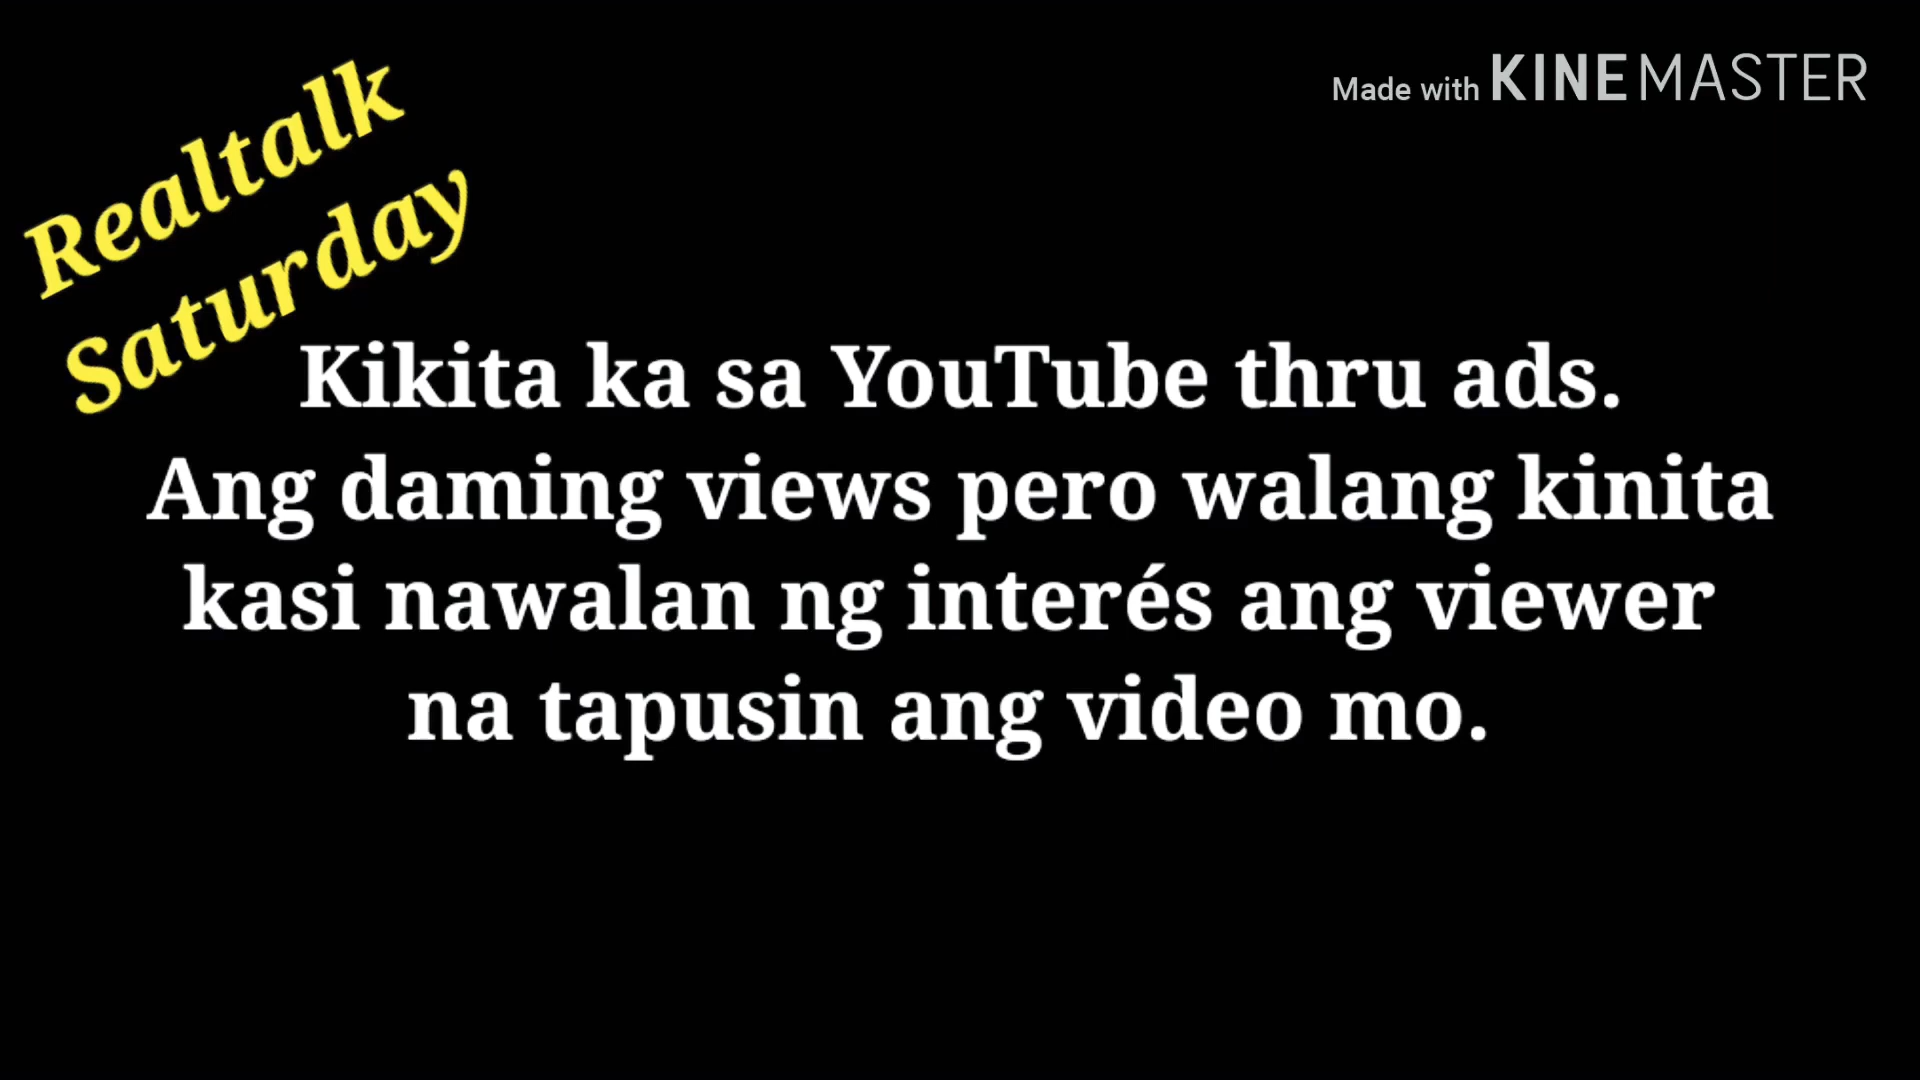 Realtalk
Saturday
Made with KINEMASTER
Kikita ka sa YouTube thru ads.
Ang daming views pero walang kinita
kasi nawalan ng interés ang viewer
na tapusin ang video mo.